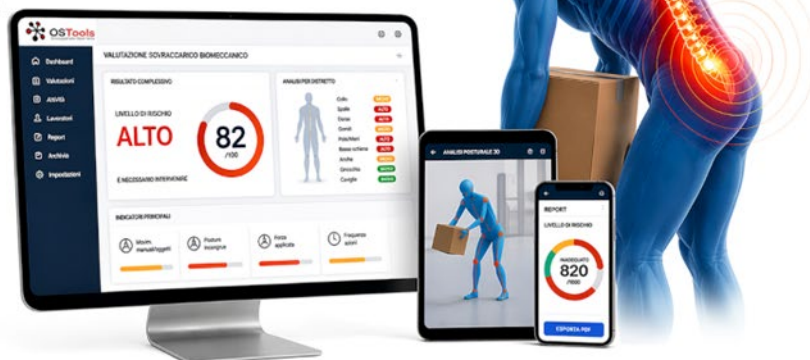 OSTools
Dashboard
Valutazioni
Attività
Lavoratori
Report
Archivio
Impostazioni
VALUTAZIONE SOVRACCARICO BIOMECCANICO
RISULTATO COMPLESSIVO
LIVELLO DI RISCHIO
ALTO
82
/100
È NECESSARIO INTERVENIRE
ANALISI PER DISTRETTO
Collo
Spalle ALTO
Dorso ALTO
Gomiti
Polsi/Mani ALTO
Bassa schiena ALTO
Anche
Ginocchia
Caviglie
INDICATORI PRINCIPALI
Movim. manuali/oggetti
Posture incongrue
Forza applicata
Frequenza azioni
ANALISI POSTURALE 3D
REPORT
LIVELLO DI RISCHIO
820
ESPORTA PDF